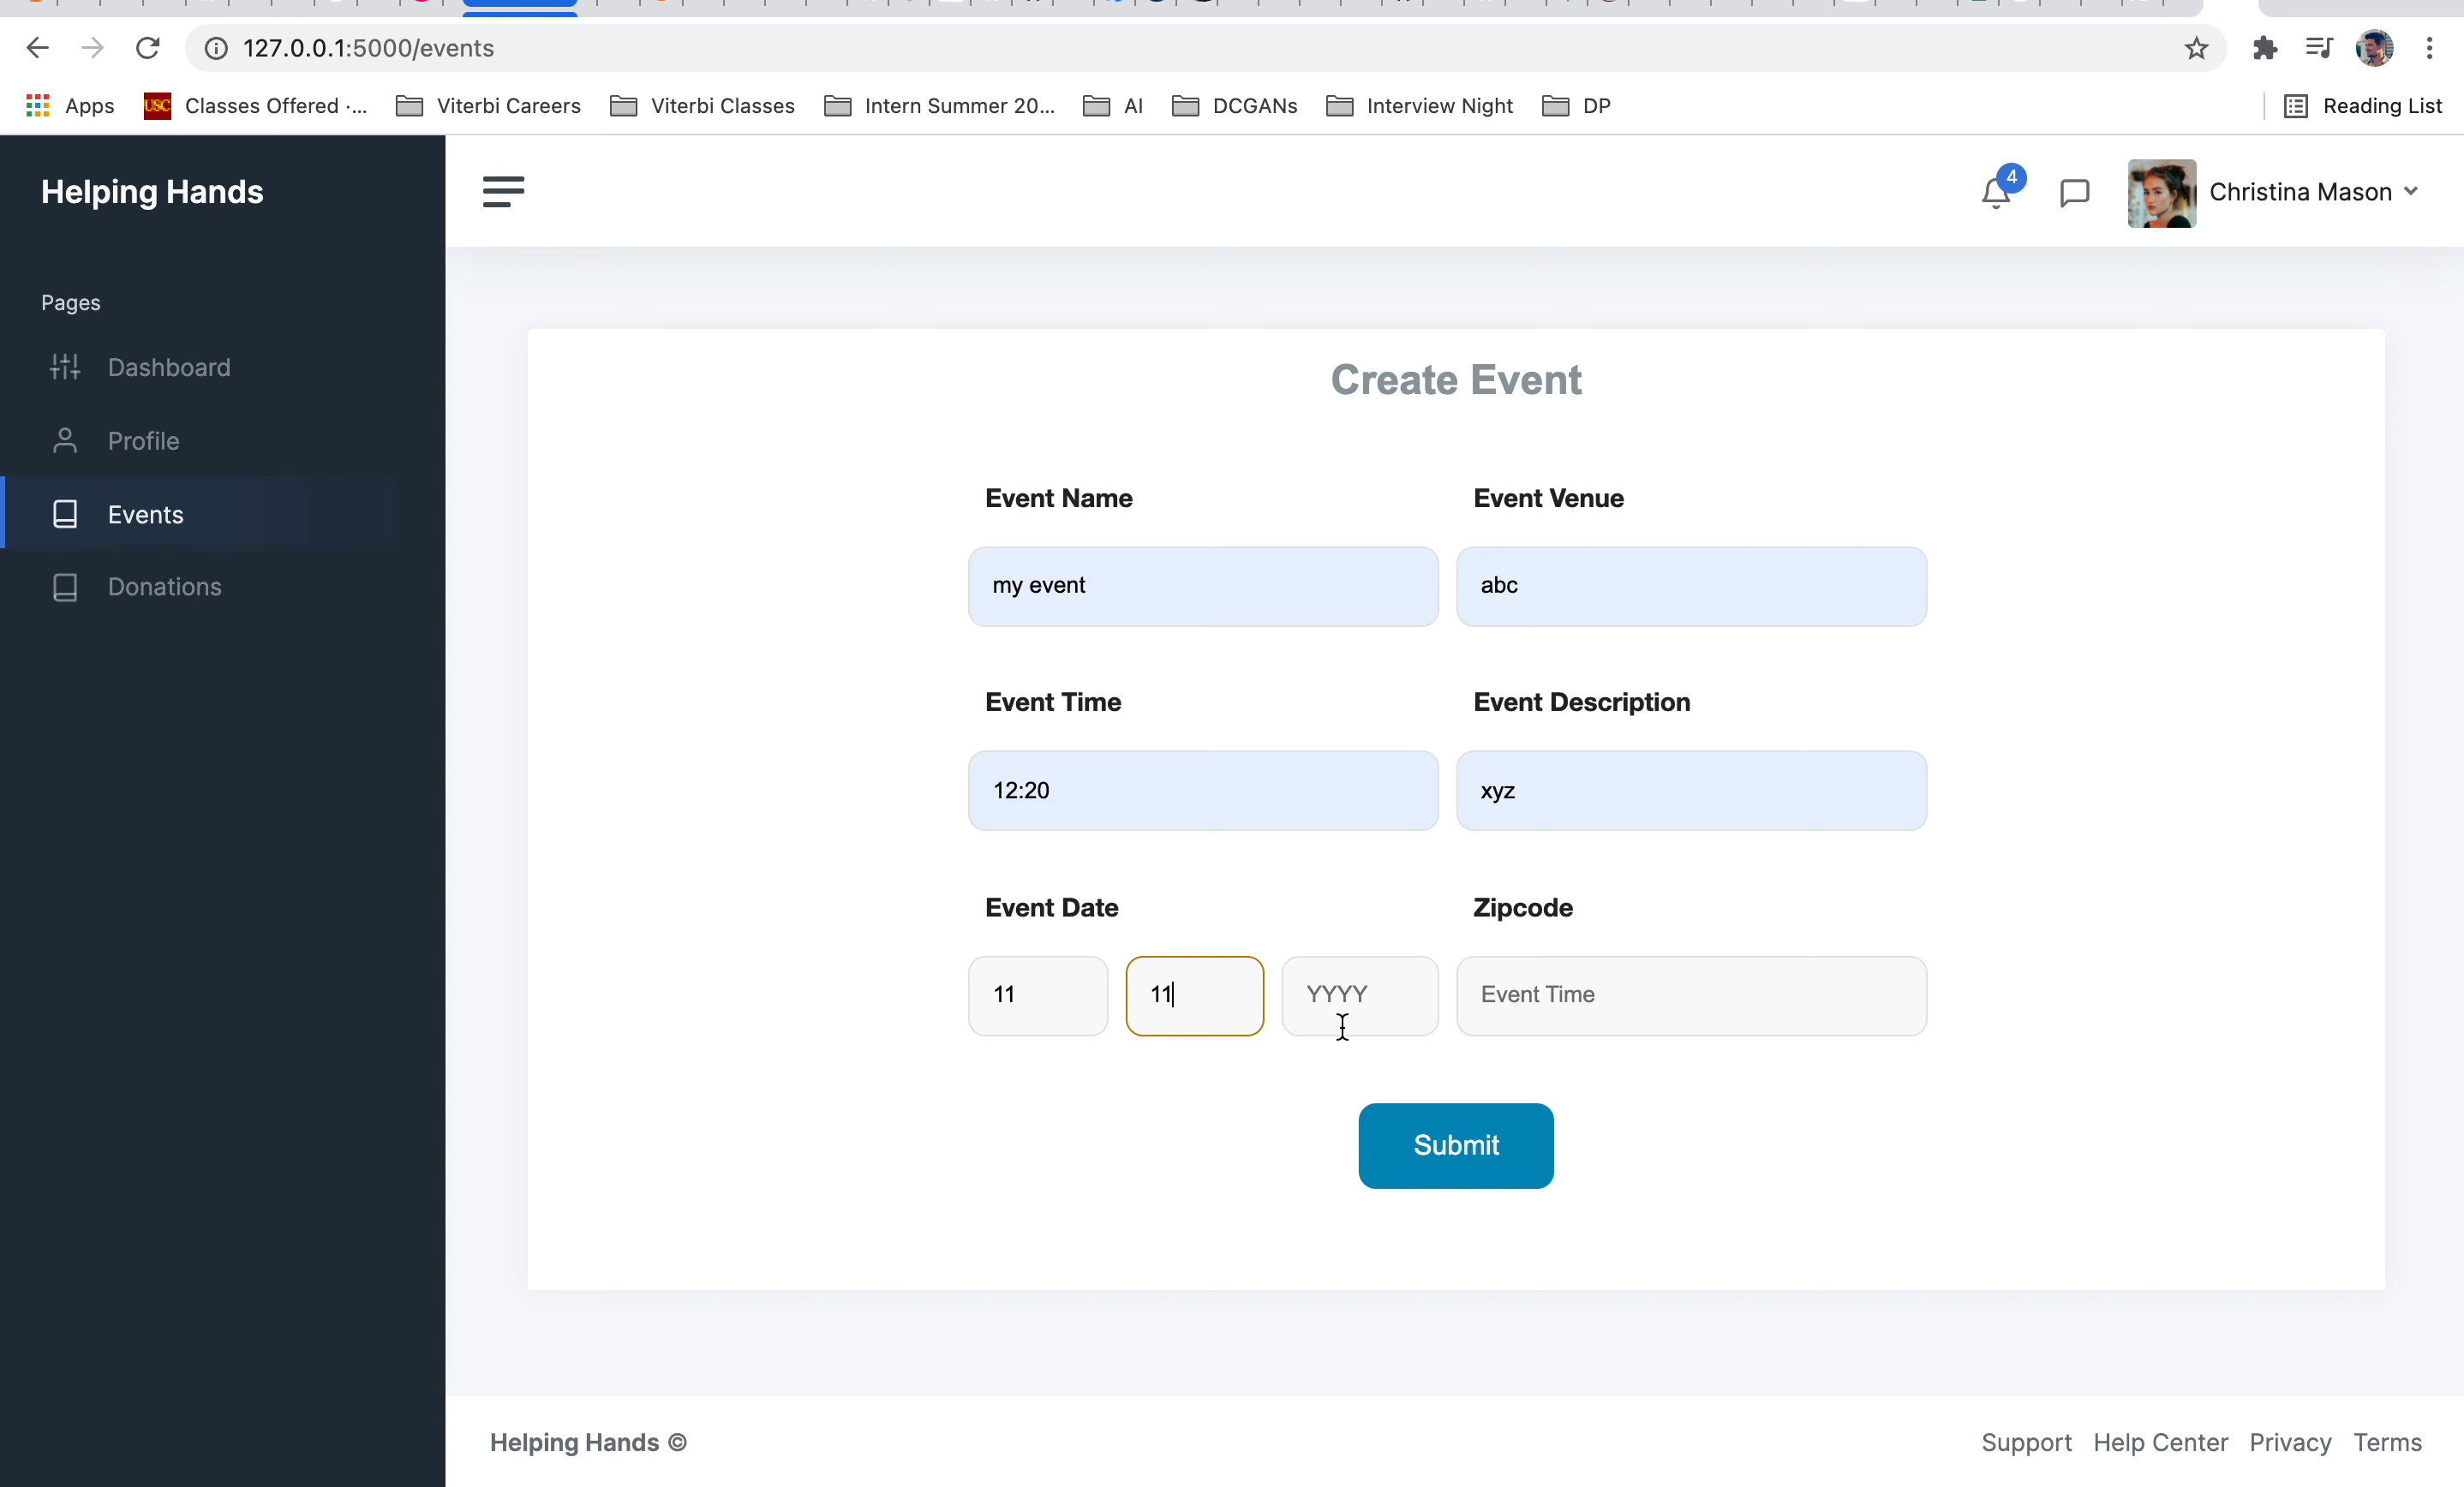 127.0.0.1:5000/events
Apps USC Classes Offered ·... Viterbi Careers Viterbi Classes Intern Summer 20... AI DCGANs Interview Night DP Reading List
Helping Hands
4 Christina Mason
Pages
Dashboard
Profile
Events
Donations
Create Event
Event Name Event Venue
my event abc
Event Time Event Description
12:20 xyz
Event Date Zipcode
11 11 YYYY Event Time
Submit
Helping Hands © Support Help Center Privacy Terms